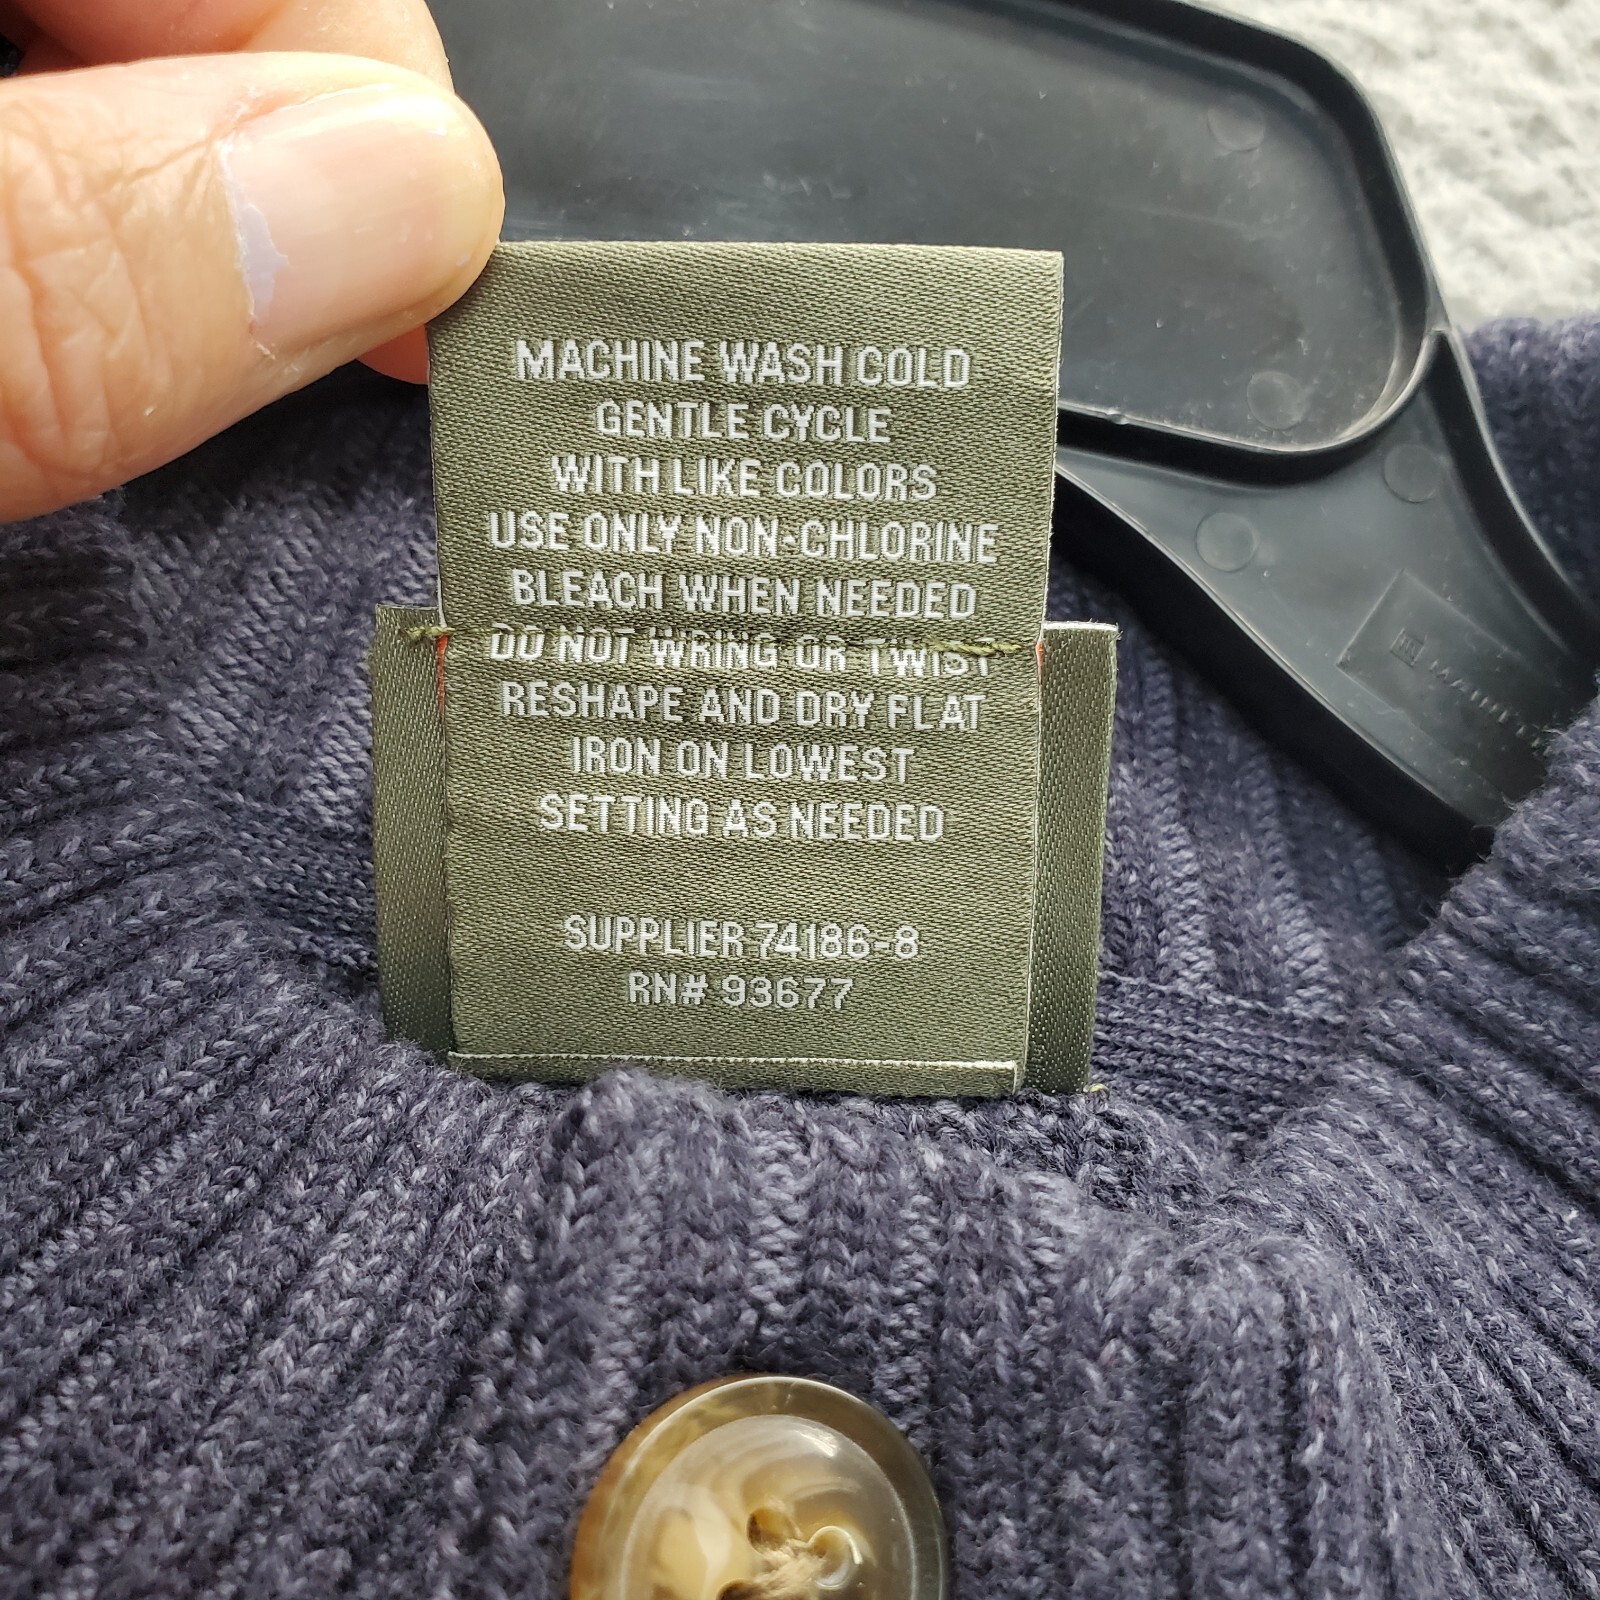 MACHINE WASH COLD
GENTLE CYCLE
WITH LIKE COLORS
USE ONLY NON-CHLORINE
BLEACH WHEN NEEDED
DO NOT WRING OR TWIST
RESHAPE AND DRY FLAT
IRON ON LOWEST
SETTING AS NEEDED
SUPPLIER 74186-8
RN# 93677